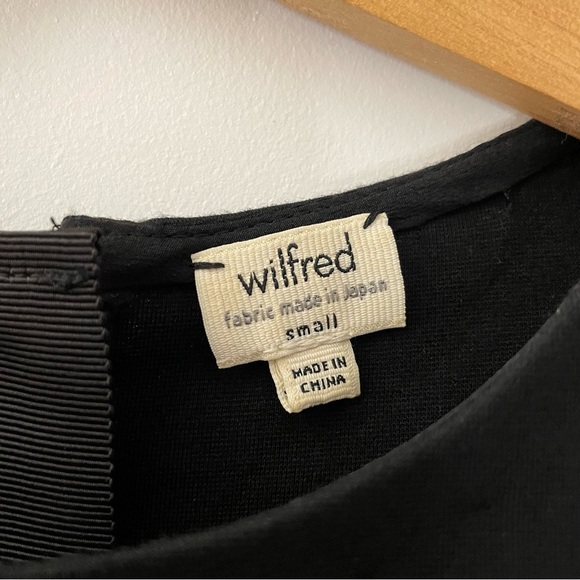 wilfred
fabric made in Japan
small
MADE IN
CHINA